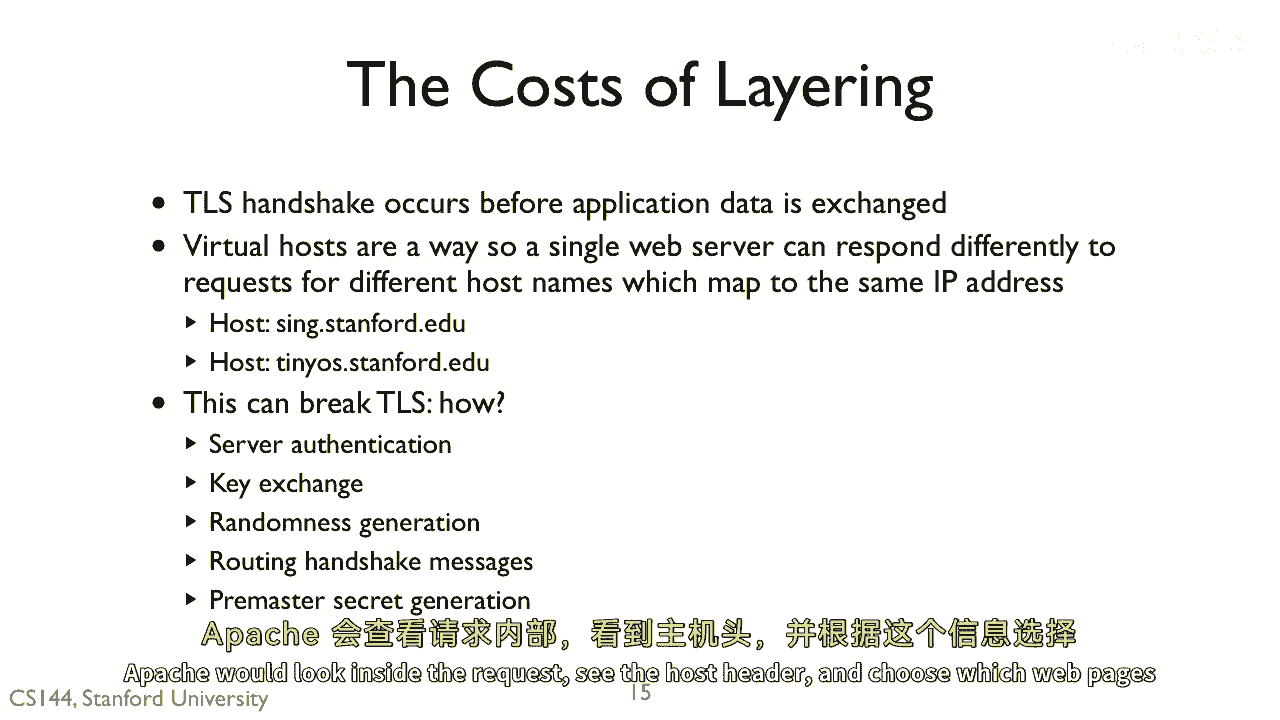 The Costs of Layering
• TLS handshake occurs before application data is exchanged
• Virtual hosts are a way so a single web server can respond differently to
requests for different host names which map to the same IP address
▸ Host: sing.stanford.edu
▸ Host: tinyos.stanford.edu
• This can break TLS: how?
▸ Server authentication
▸ Key exchange
▸ Randomness generation
▸ Routing handshake messages
▸ Premaster secret generation
Apache 会查看请求内部，看到主机头，并根据这个信息选择
Apache would look inside the request, see the host header, and choose which web pages
CS144, Stanford University
15